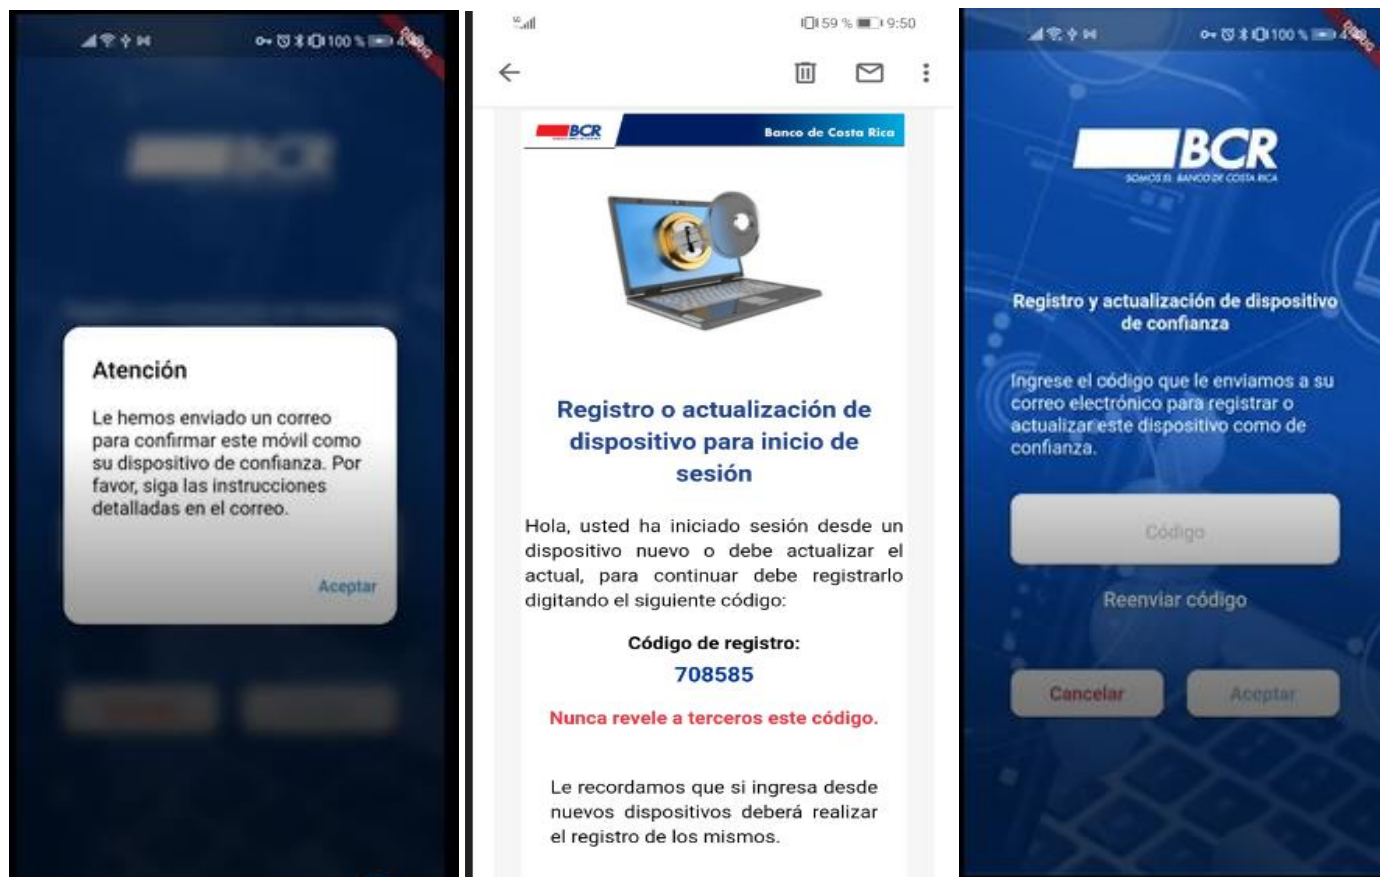 100 %
DEBUG
BCR
Atención
Le hemos enviado un correo
para confirmar este móvil como
su dispositivo de confianza. Por
favor, siga las instrucciones
detalladas en el correo.
Aceptar
59 % 9:50
BCR
Banco de Costa Rica
Registro o actualización de
dispositivo para inicio de
sesión
Hola, usted ha iniciado sesión desde un
dispositivo nuevo o debe actualizar el
actual, para continuar debe registrarlo
digitando el siguiente código:
Código de registro:
708585
Nunca revele a terceros este código.
Le recordamos que si ingresa desde
nuevos dispositivos deberá realizar
el registro de los mismos.
100 %
DEBUG
BCR
SOMOS EL BANCO DE COSTA RICA
Registro y actualización de dispositivo
de confianza
Ingrese el código que le enviamos a su
correo electrónico para registrar o
actualizar este dispositivo como de
confianza.
Código
Reenviar código
Cancelar Aceptar